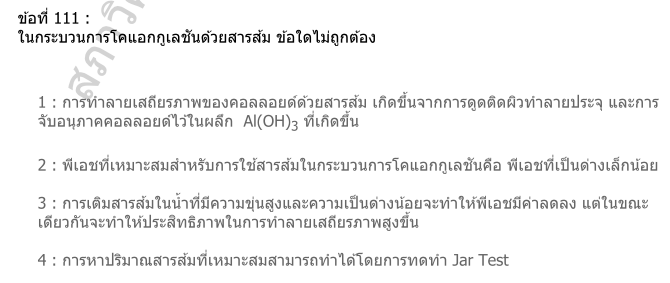 ข้อที่ 111 :
ในกระบวนการโคแอกกูเลชันด้วยสารส้ม ข้อใดไม่ถูกต้อง
1 : การทำลายเสถียรภาพของคอลลอยด์ด้วยสารส้ม เกิดขึ้นจากการดูดติดผิวทำลายประจุ และการ
จับอนุภาคคอลลอยด์ไว้ในผลึก Al(OH)3 ที่เกิดขึ้น
2 : พีเอชที่เหมาะสมสำหรับการใช้สารส้มในกระบวนการโคแอกกูเลชันคือ พีเอชที่เป็นด่างเล็กน้อย
3 : การเติมสารส้มในน้ำที่มีความขุ่นสูงและความเป็นด่างน้อยจะทำให้พีเอชมีค่าลดลง แต่ในขณะ
เดียวกันจะทำให้ประสิทธิภาพในการทำลายเสถียรภาพสูงขึ้น
4 : การหาปริมาณสารส้มที่เหมาะสมสามารถทำได้โดยการทดทำ Jar Test